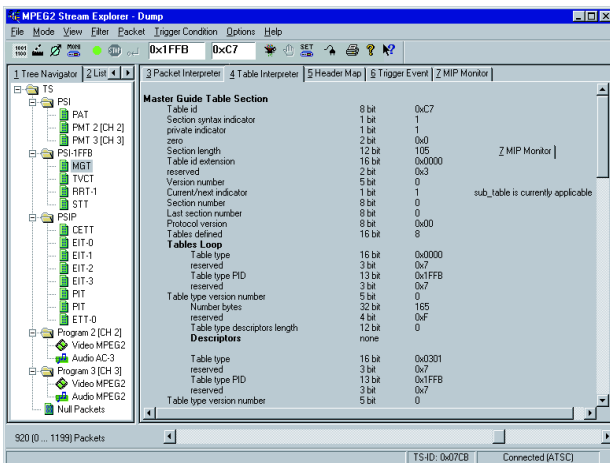 MPEG2 Stream Explorer - Dump
File Mode View Filter Packet Trigger Condition Options Help
0x1FFB 0xC7 SET
1 Tree Navigator 2 List
3 Packet Interpreter 4 Table Interpreter 5 Header Map 6 Trigger Event 7 MIP Monitor
TS
PSI
PAT
PMT 2 [CH 2]
PMT 3 [CH 3]
PSI-1FFB
MGT
TVCT
RRT-1
STT
PSIP
CETT
EIT-0
EIT-1
EIT-2
EIT-3
PIT
PIT
ETT-0
Program 2 [CH 2]
Video MPEG2
Audio AC-3
Program 3 [CH 3]
Video MPEG2
Audio MPEG2
Null Packets
Master Guide Table Section
Table id 8 bit 0xC7
Section syntax indicator 1 bit 1
private indicator 1 bit 1
zero 2 bit 0x0
Section length 12 bit 105 7 MIP Monitor
Table id extension 16 bit 0x0000
reserved 2 bit 0x3
Version number 5 bit 0
Current/next indicator 1 bit 1 sub_table is currently applicable
Section number 8 bit 0
Last section number 8 bit 0
Protocol version 8 bit 0x00
Tables defined 16 bit 8
Tables Loop
Table type 16 bit 0x0000
reserved 3 bit 0x7
Table type PID 13 bit 0x1FFB
reserved 3 bit 0x7
Table type version number 5 bit 0
Number bytes 32 bit 165
reserved 4 bit 0xF
Table type descriptors length 12 bit 0
Descriptors none
Table type 16 bit 0x0301
reserved 3 bit 0x7
Table type PID 13 bit 0x1FFB
reserved 3 bit 0x7
Table type version number 5 bit 0
920 (0 ... 1199) Packets
TS-ID: 0x07CB Connected (ATSC)